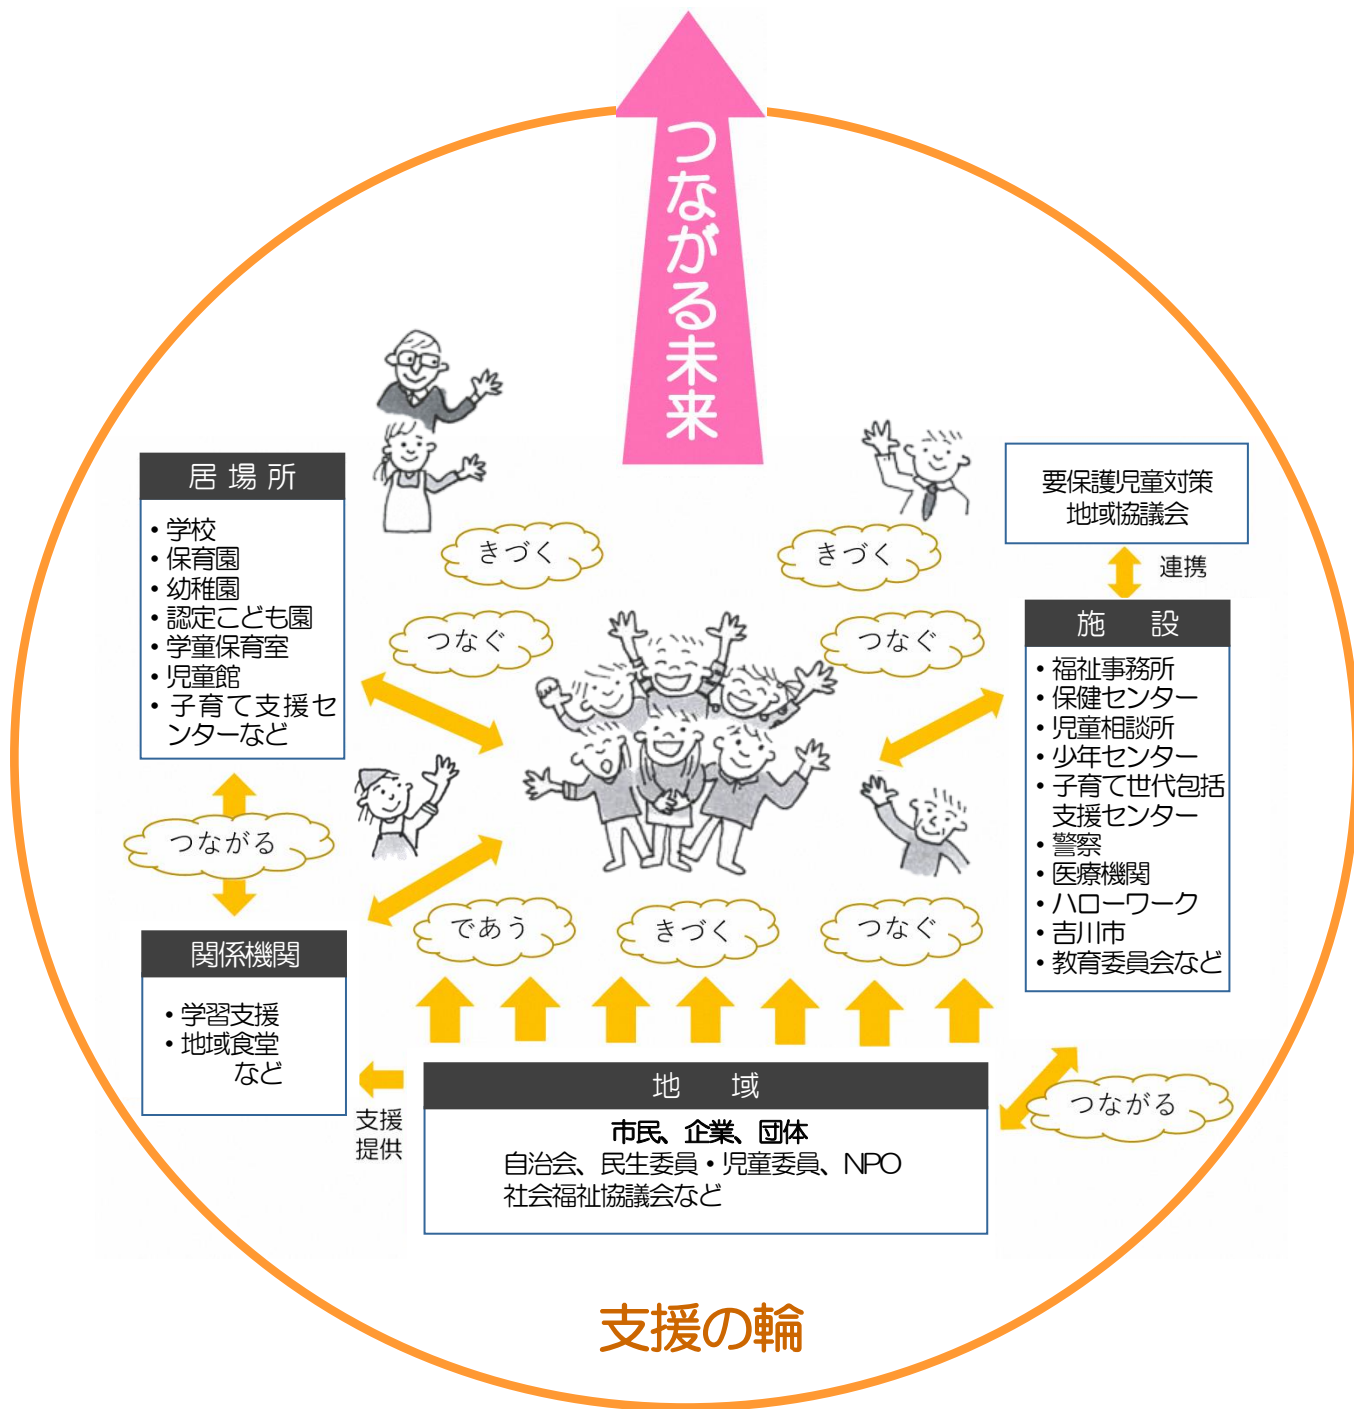 つながる未来
居場所
・学校
・保育園
・幼稚園
・認定こども園
・学童保育室
・児童館
・子育て支援セ
ンターなど
きづく
つなぐ
きづく
つなぐ
要保護児童対策
地域協議会
連携
施 設
・福祉事務所
・保健センター
・児童相談所
・少年センター
・子育て世代包括
支援センター
・警察
・医療機関
・ハローワーク
・吉川市
・教育委員会など
つながる
関係機関
・学習支援
・地域食堂
など
であう
きづく
つなぐ
支援
提供
地 域
市民、企業、団体
自治会、民生委員・児童委員、NPO
社会福祉協議会など
つながる
支援の輪